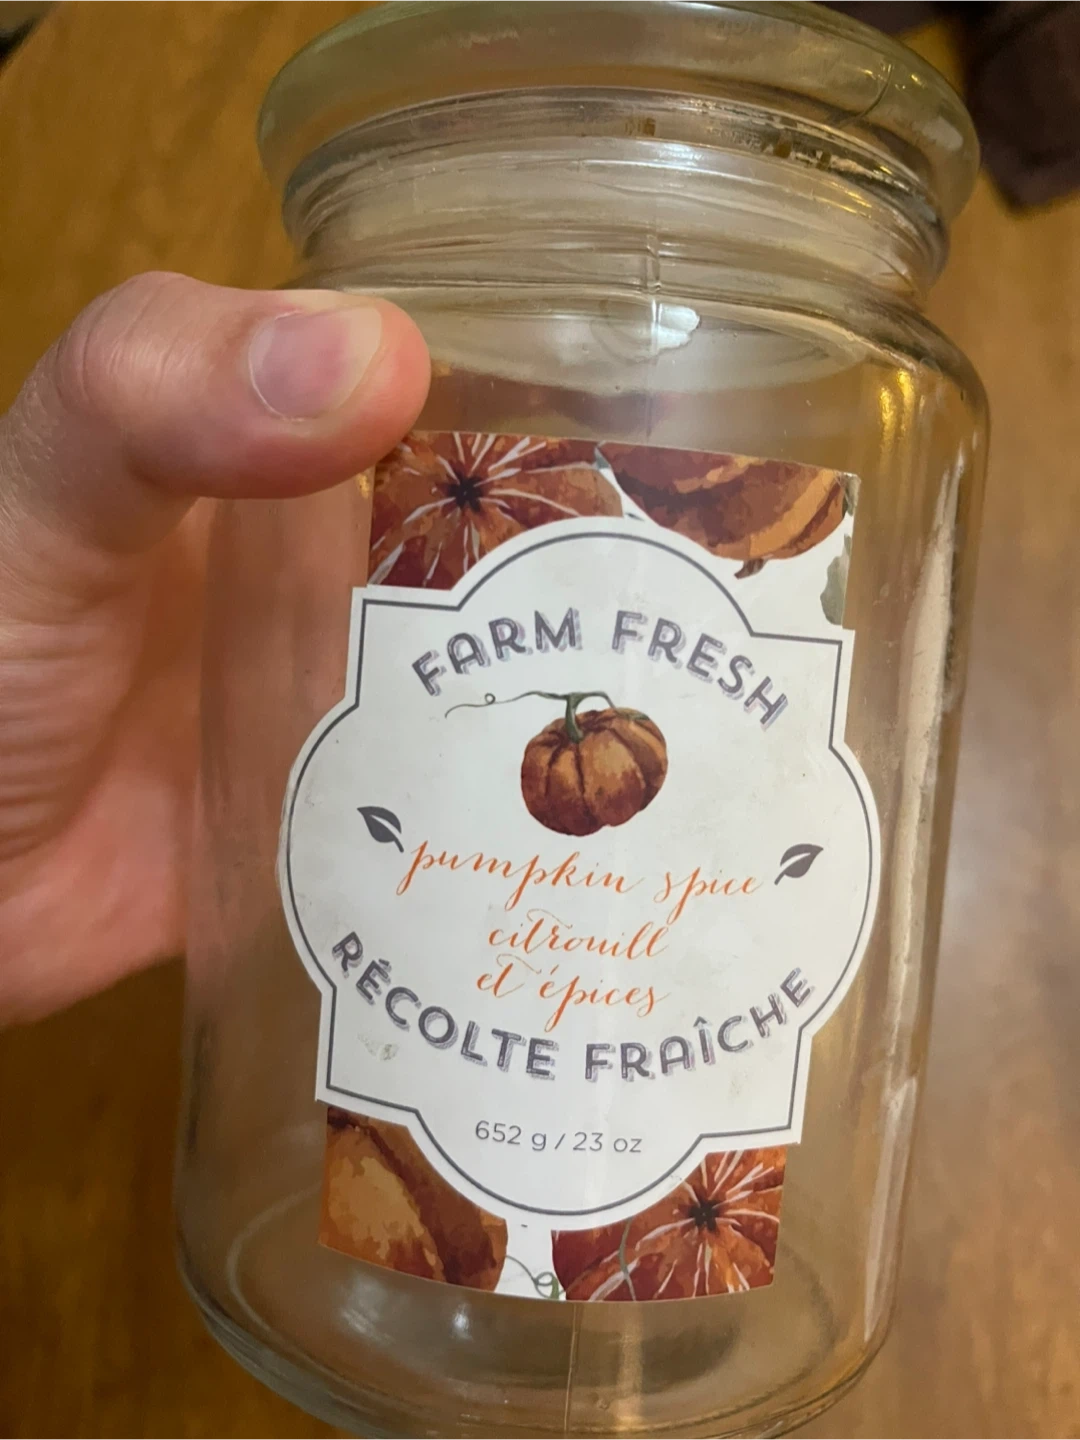 FARM FRESH
pumpkin spice
citrouill
et épices
RÉCOLTE FRAÎCHE
652 g / 23 oz